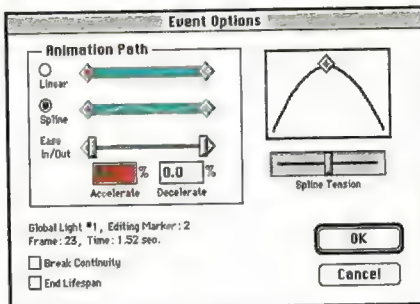 Event Options
Animation Path
Linear
Spline
Ease
In/Out
% 0.0 %
Accelerate Decelerate
Spline Tension
Global Light #1, Editing Marker: 2
Frame: 23, Time: 1.52 sec.
Break Continuity
End Lifespan
OK
Cancel